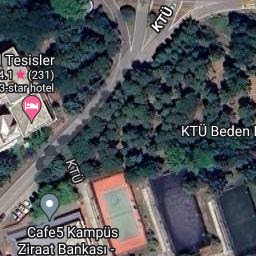 KTÜ
l Tesisler
4.1 ★ (231)
3-star hotel
KTÜ Beden
KTÜ
Cafe5 Kampüs
Ziraat Bankası -